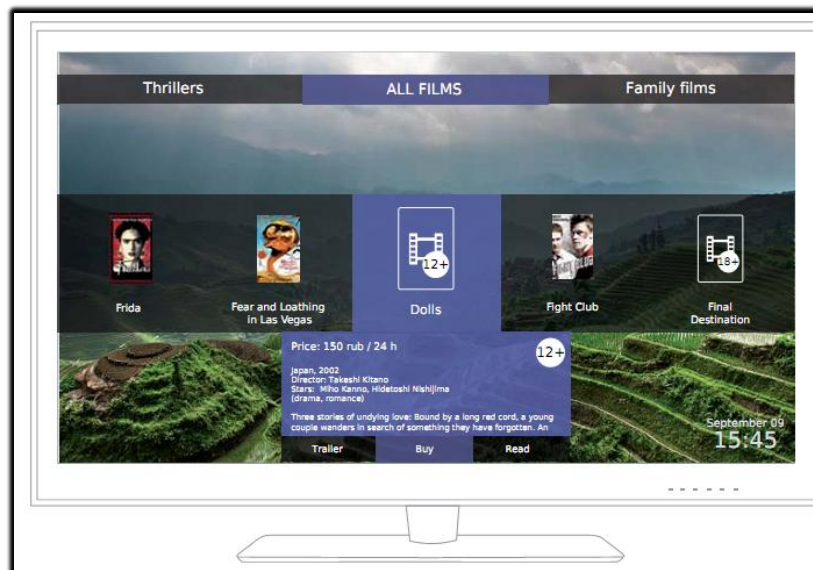 Thrillers
ALL FILMS
Family films
12+
18+
Frida
Fear and Loathing
in Las Vegas
Dolls
Fight Club
Final
Destination
Price: 150 rub / 24 h
12+
Japan, 2002
Director: Takeshi Kitano
Stars: Miho Kanno, Hidetoshi Nishijima
(drama, romance)
Three stories of undying love: Bound by a long red cord, a young
couple wanders in search of something they have forgotten. An
September 09
15:45
Trailer
Buy
Read